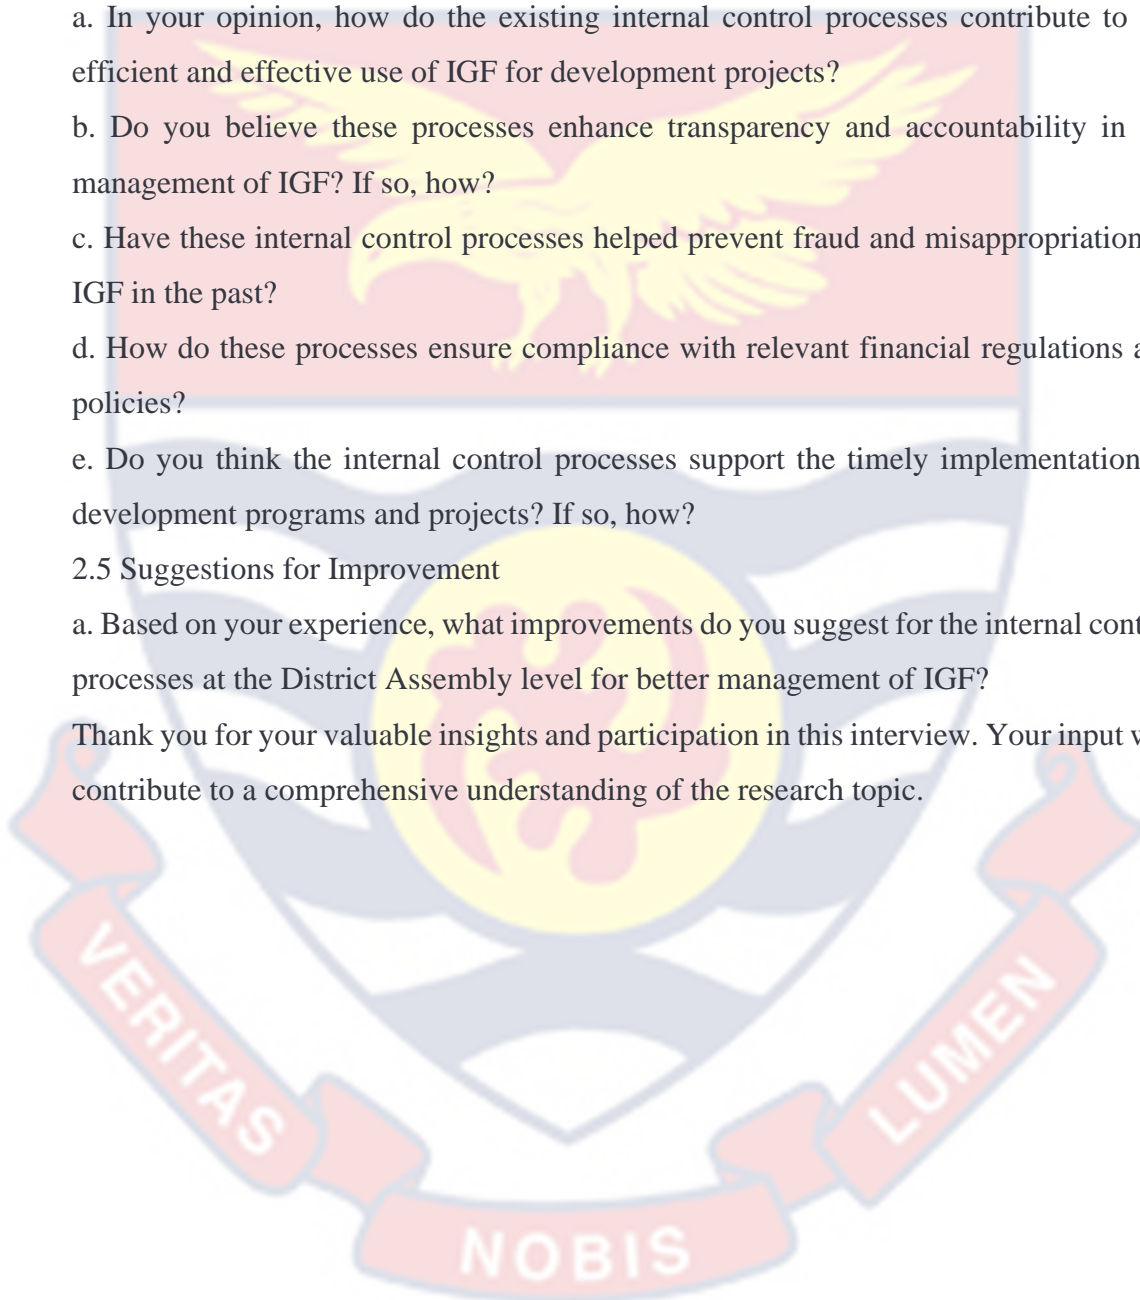 a. In your opinion, how do the existing internal control processes contribute to
efficient and effective use of IGF for development projects?
b. Do you believe these processes enhance transparency and accountability in
management of IGF? If so, how?
c. Have these internal control processes helped prevent fraud and misappropriation
IGF in the past?
d. How do these processes ensure compliance with relevant financial regulations a
policies?
e. Do you think the internal control processes support the timely implementation
development programs and projects? If so, how?
2.5 Suggestions for Improvement
a. Based on your experience, what improvements do you suggest for the internal cont
processes at the District Assembly level for better management of IGF?
Thank you for your valuable insights and participation in this interview. Your input w
contribute to a comprehensive understanding of the research topic.
VERITAS
NOBIS
LUMEN